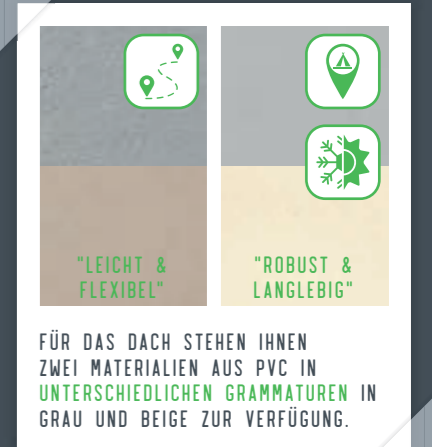 "LEICHT &
FLEXIBEL"
"ROBUST &
LANGLEBIG"
FÜR DAS DACH STEHEN IHNEN
ZWEI MATERIALIEN AUS PVC IN
UNTERSCHIEDLICHEN GRAMMATUREN IN
GRAU UND BEIGE ZUR VERFÜGUNG.